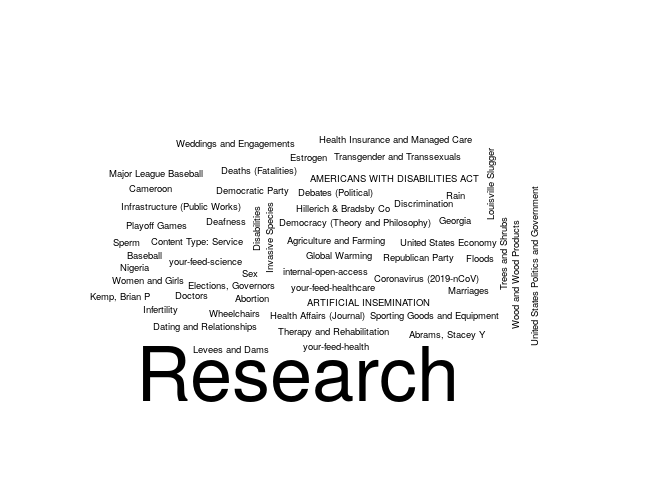 Weddings and Engagements
Health Insurance and Managed Care
Estrogen
Transgender and Transsexuals
Major League Baseball
Deaths (Fatalities)
AMERICANS WITH DISABILITIES ACT
Louisville Slugger
Cameroon
Democratic Party
Debates (Political)
Rain
Discrimination
Infrastructure (Public Works)
Hillerich & Bradsby Co
Disabilities
Invasive Species
Playoff Games
Deafness
Democracy (Theory and Philosophy)
Georgia
Sperm
Content Type: Service
Agriculture and Farming
United States Economy
Trees and Shrubs
Wood and Wood Products
United States Politics and Government
Baseball
your-feed-science
Global Warming
Republican Party
Floods
Nigeria
Sex
internal-open-access
Coronavirus (2019-nCoV)
Women and Girls
Elections, Governors
your-feed-healthcare
Marriages
Kemp, Brian P
Doctors
Abortion
ARTIFICIAL INSEMINATION
Infertility
Wheelchairs
Health Affairs (Journal)
Sporting Goods and Equipment
Dating and Relationships
Therapy and Rehabilitation
Abrams, Stacey Y
Levees and Dams
your-feed-health
Research